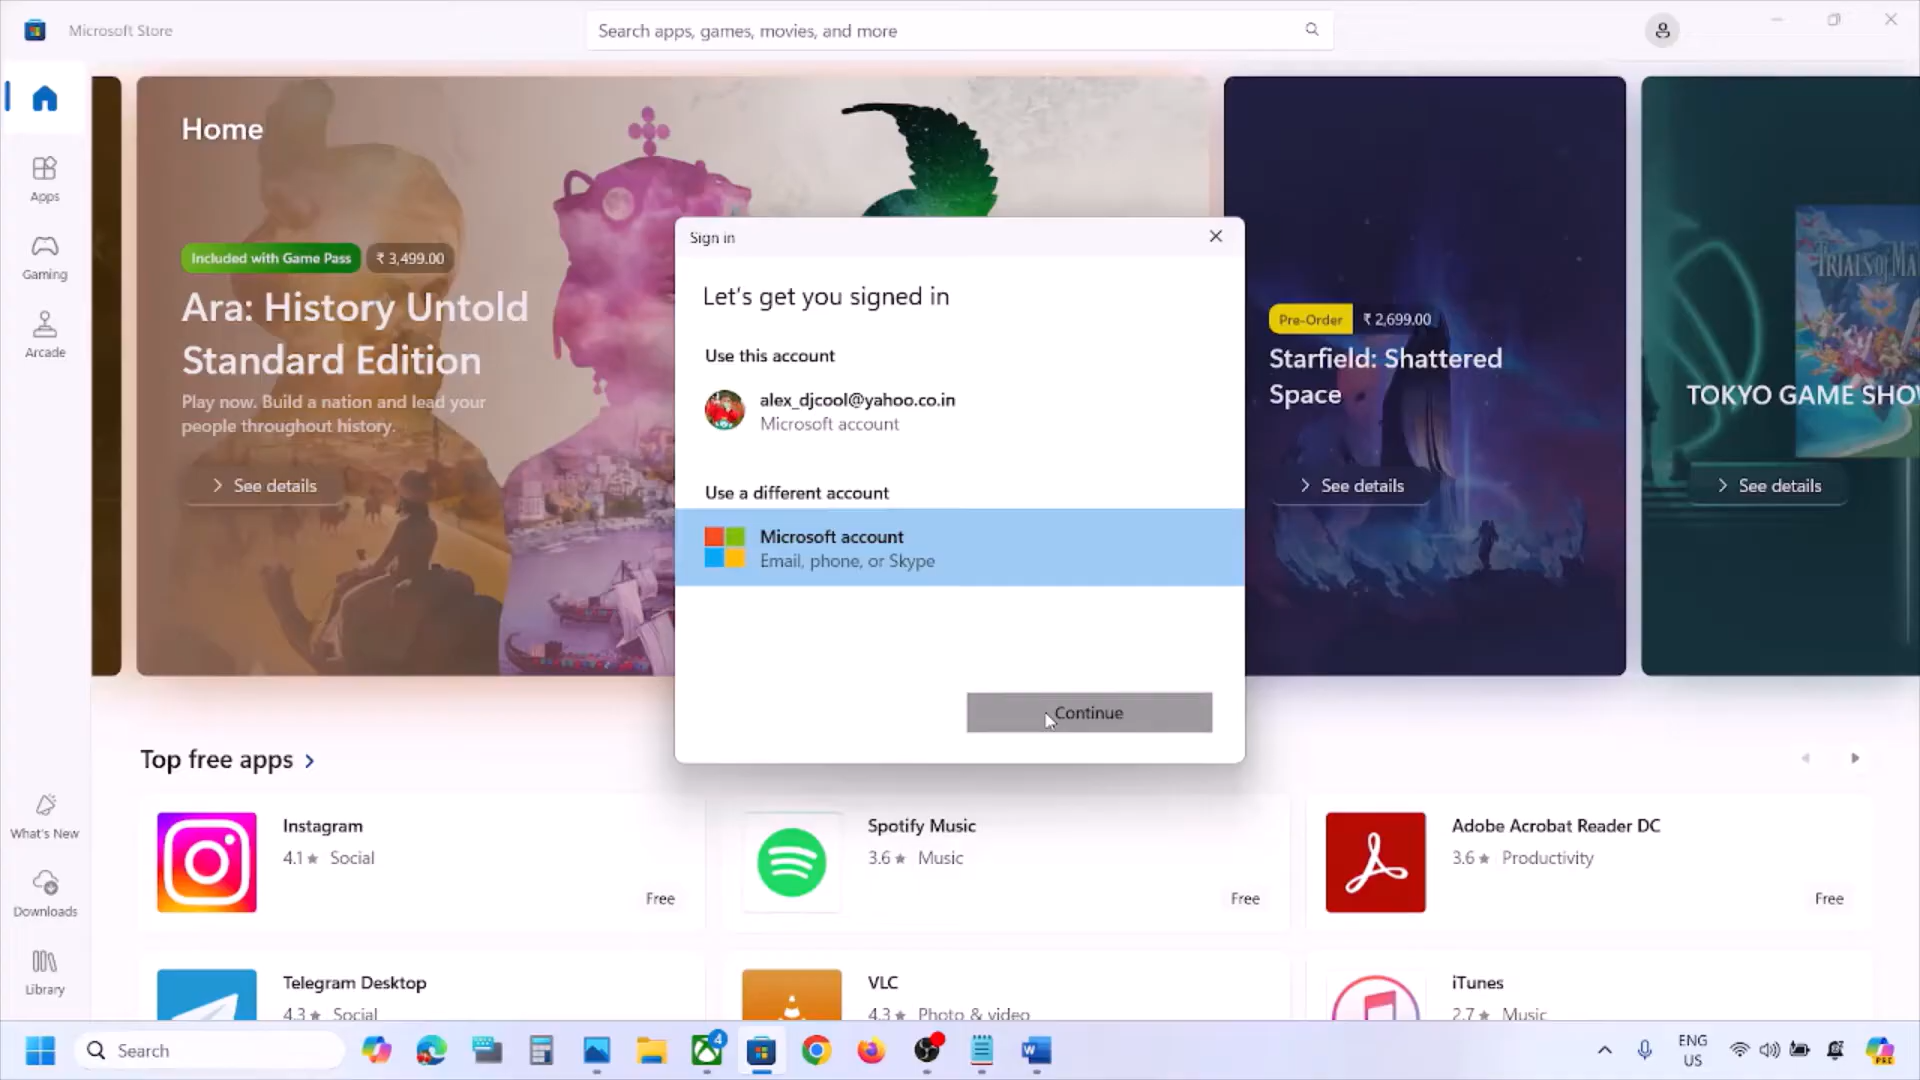 Microsoft Store
Search apps, games, movies, and more
Home
Apps
Gaming
Arcade
What's New
Downloads
Library
Included with Game Pass
₹ 3,499.00
Ara: History Untold
Standard Edition
Play now. Build a nation and lead your
people throughout history.
See details
Sign in
Let's get you signed in
Use this account
alex_djcool@yahoo.co.in
Microsoft account
Use a different account
Microsoft account
Email, phone, or Skype
Continue
Pre-Order
₹ 2,699.00
Starfield: Shattered
Space
See details
TRIALS OF MA
TOKYO GAME SHOW
See details
Top free apps
Instagram
4.1★ Social
Free
Spotify Music
3.6★ Music
Free
Adobe Acrobat Reader DC
3.6★ Productivity
Free
Telegram Desktop
4.3★ Social
VLC
4.3★ Photo & video
iTunes
2.7★ Music
Search
4
ENG
US
PRE